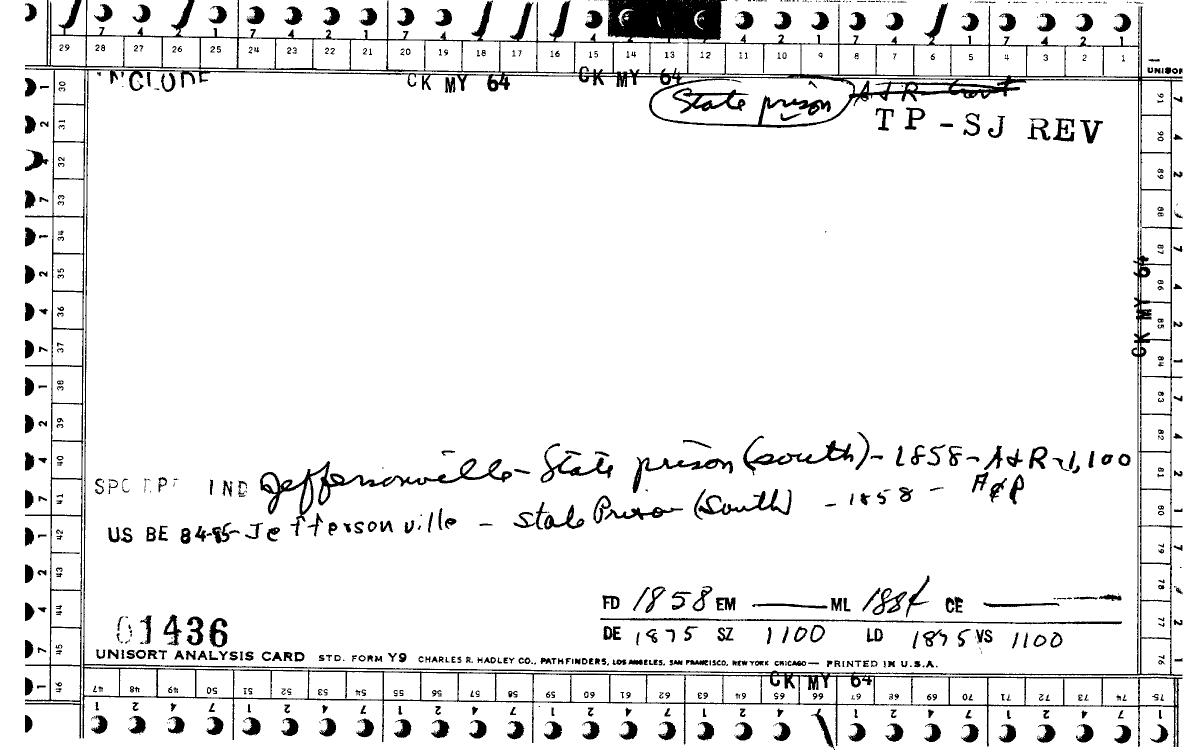 29 28 27 26 25 24 23 22 21 20 19 18 17 16 15 14 13 12 11 10 9 8 7 6 5 4 3 2 1
UNISOR
'NCLUDE CK MY 64 CK MY 64
State prison A & R
TP-SJ REV
CK MY 64
SPC RPT IND Jeffersonville - State prison (south) - 1858 - A & R - 1,100
US BE 84-85 - Jeffersonville - State Prison (South) - 1858 - A & R
FD 1858 EM ML 1884 CE
DE 1875 SZ 1100 LD 1875 VS 1100
01436
UNISORT ANALYSIS CARD STD. FORM Y9 CHARLES R. HADLEY CO., PATHFINDERS, LOS ANGELES, SAN FRANCISCO, NEW YORK CHICAGO — PRINTED IN U.S.A.
CK MY 64
30 31 32 33 34 35 36 37 38 39 40 41 42 43 44 45 46
47 48 49 50 51 52 53 54 55 56 57 58 59 60 61 62 63 64 65 66 67 68 69 70 71 72 73 74 75
91 90 89 88 87 86 85 84 83 82 81 80 79 78 77 76